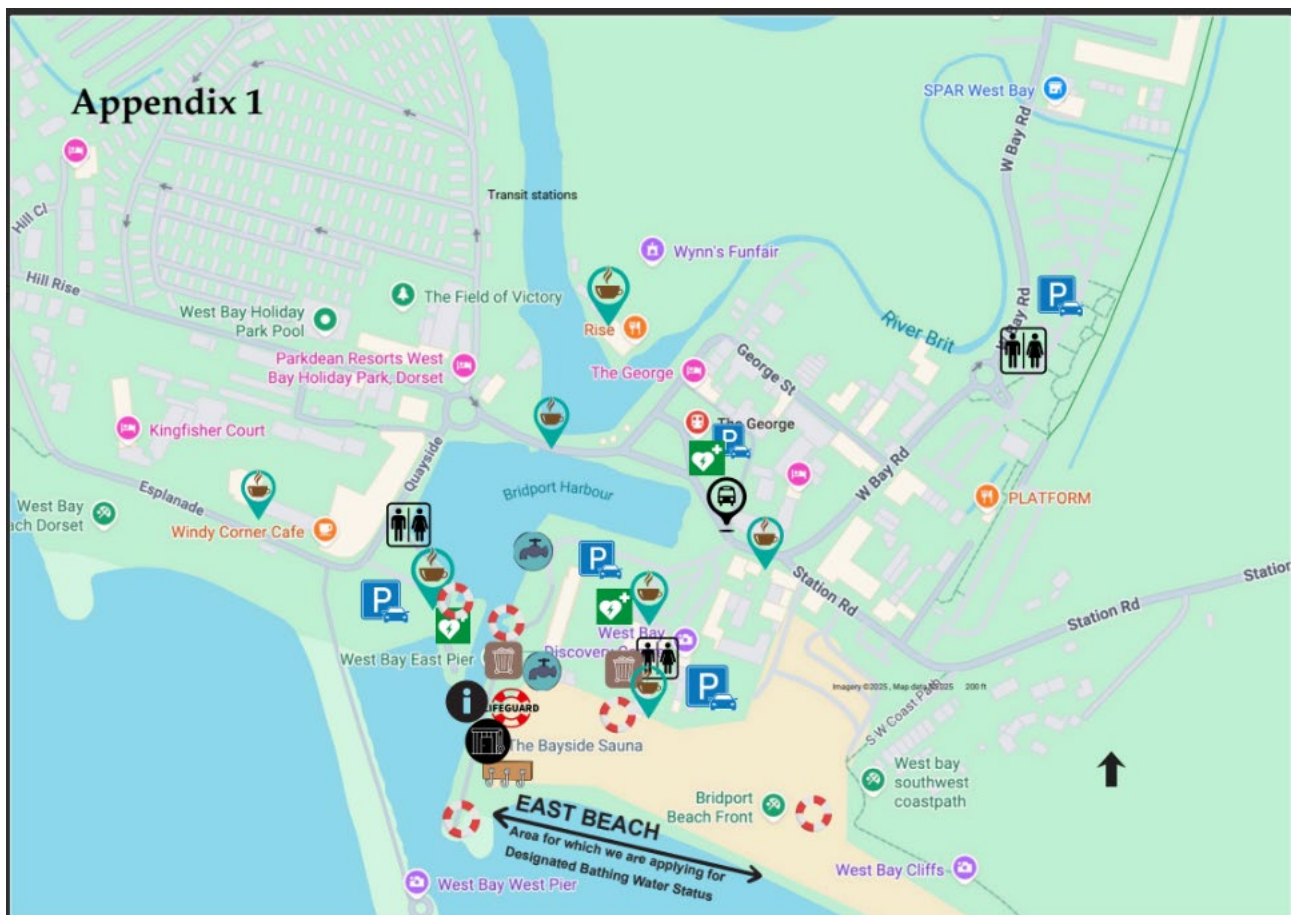 Appendix 1
SPAR West Bay
W Bay Rd
Hill Cl
Transit stations
Wynn's Funfair
Hill Rise
The Field of Victory
West Bay Holiday
Park Pool
Rise
River Brit
W Bay Rd
P
Parkdean Resorts West
Bay Holiday Park, Dorset
The George
George St
Kingfisher Court
The George
P
Quayside
W Bay Rd
Esplanade
Bridport Harbour
West Bay
ach Dorset
PLATFORM
Windy Corner Cafe
P
Station Rd
Station
P
Station Rd
West Bay
Discovery
West Bay East Pier
P
Imagery ©2025 , Map data ©2025 200 ft
S W Coast Path
i
LIFEGUARD
The Bayside Sauna
West bay
southwest
coastpath
Bridport
Beach Front
EAST BEACH
Area for which we are applying for
Designated Bathing Water Status
West Bay Cliffs
West Bay West Pier